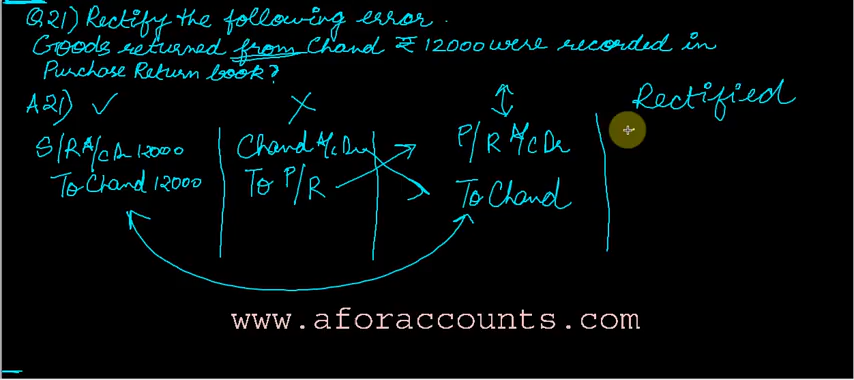 Q21) Rectify the following error.
Goods returned from Chand ₹ 12000 were recorded in
Purchase Return book?
A21) ✓
S/R A/c Dr 12000
To Chand 12000
X
Chand A/c Dr
To P/R
P/R A/c Dr
To Chand
Rectified
www.aforaccounts.com